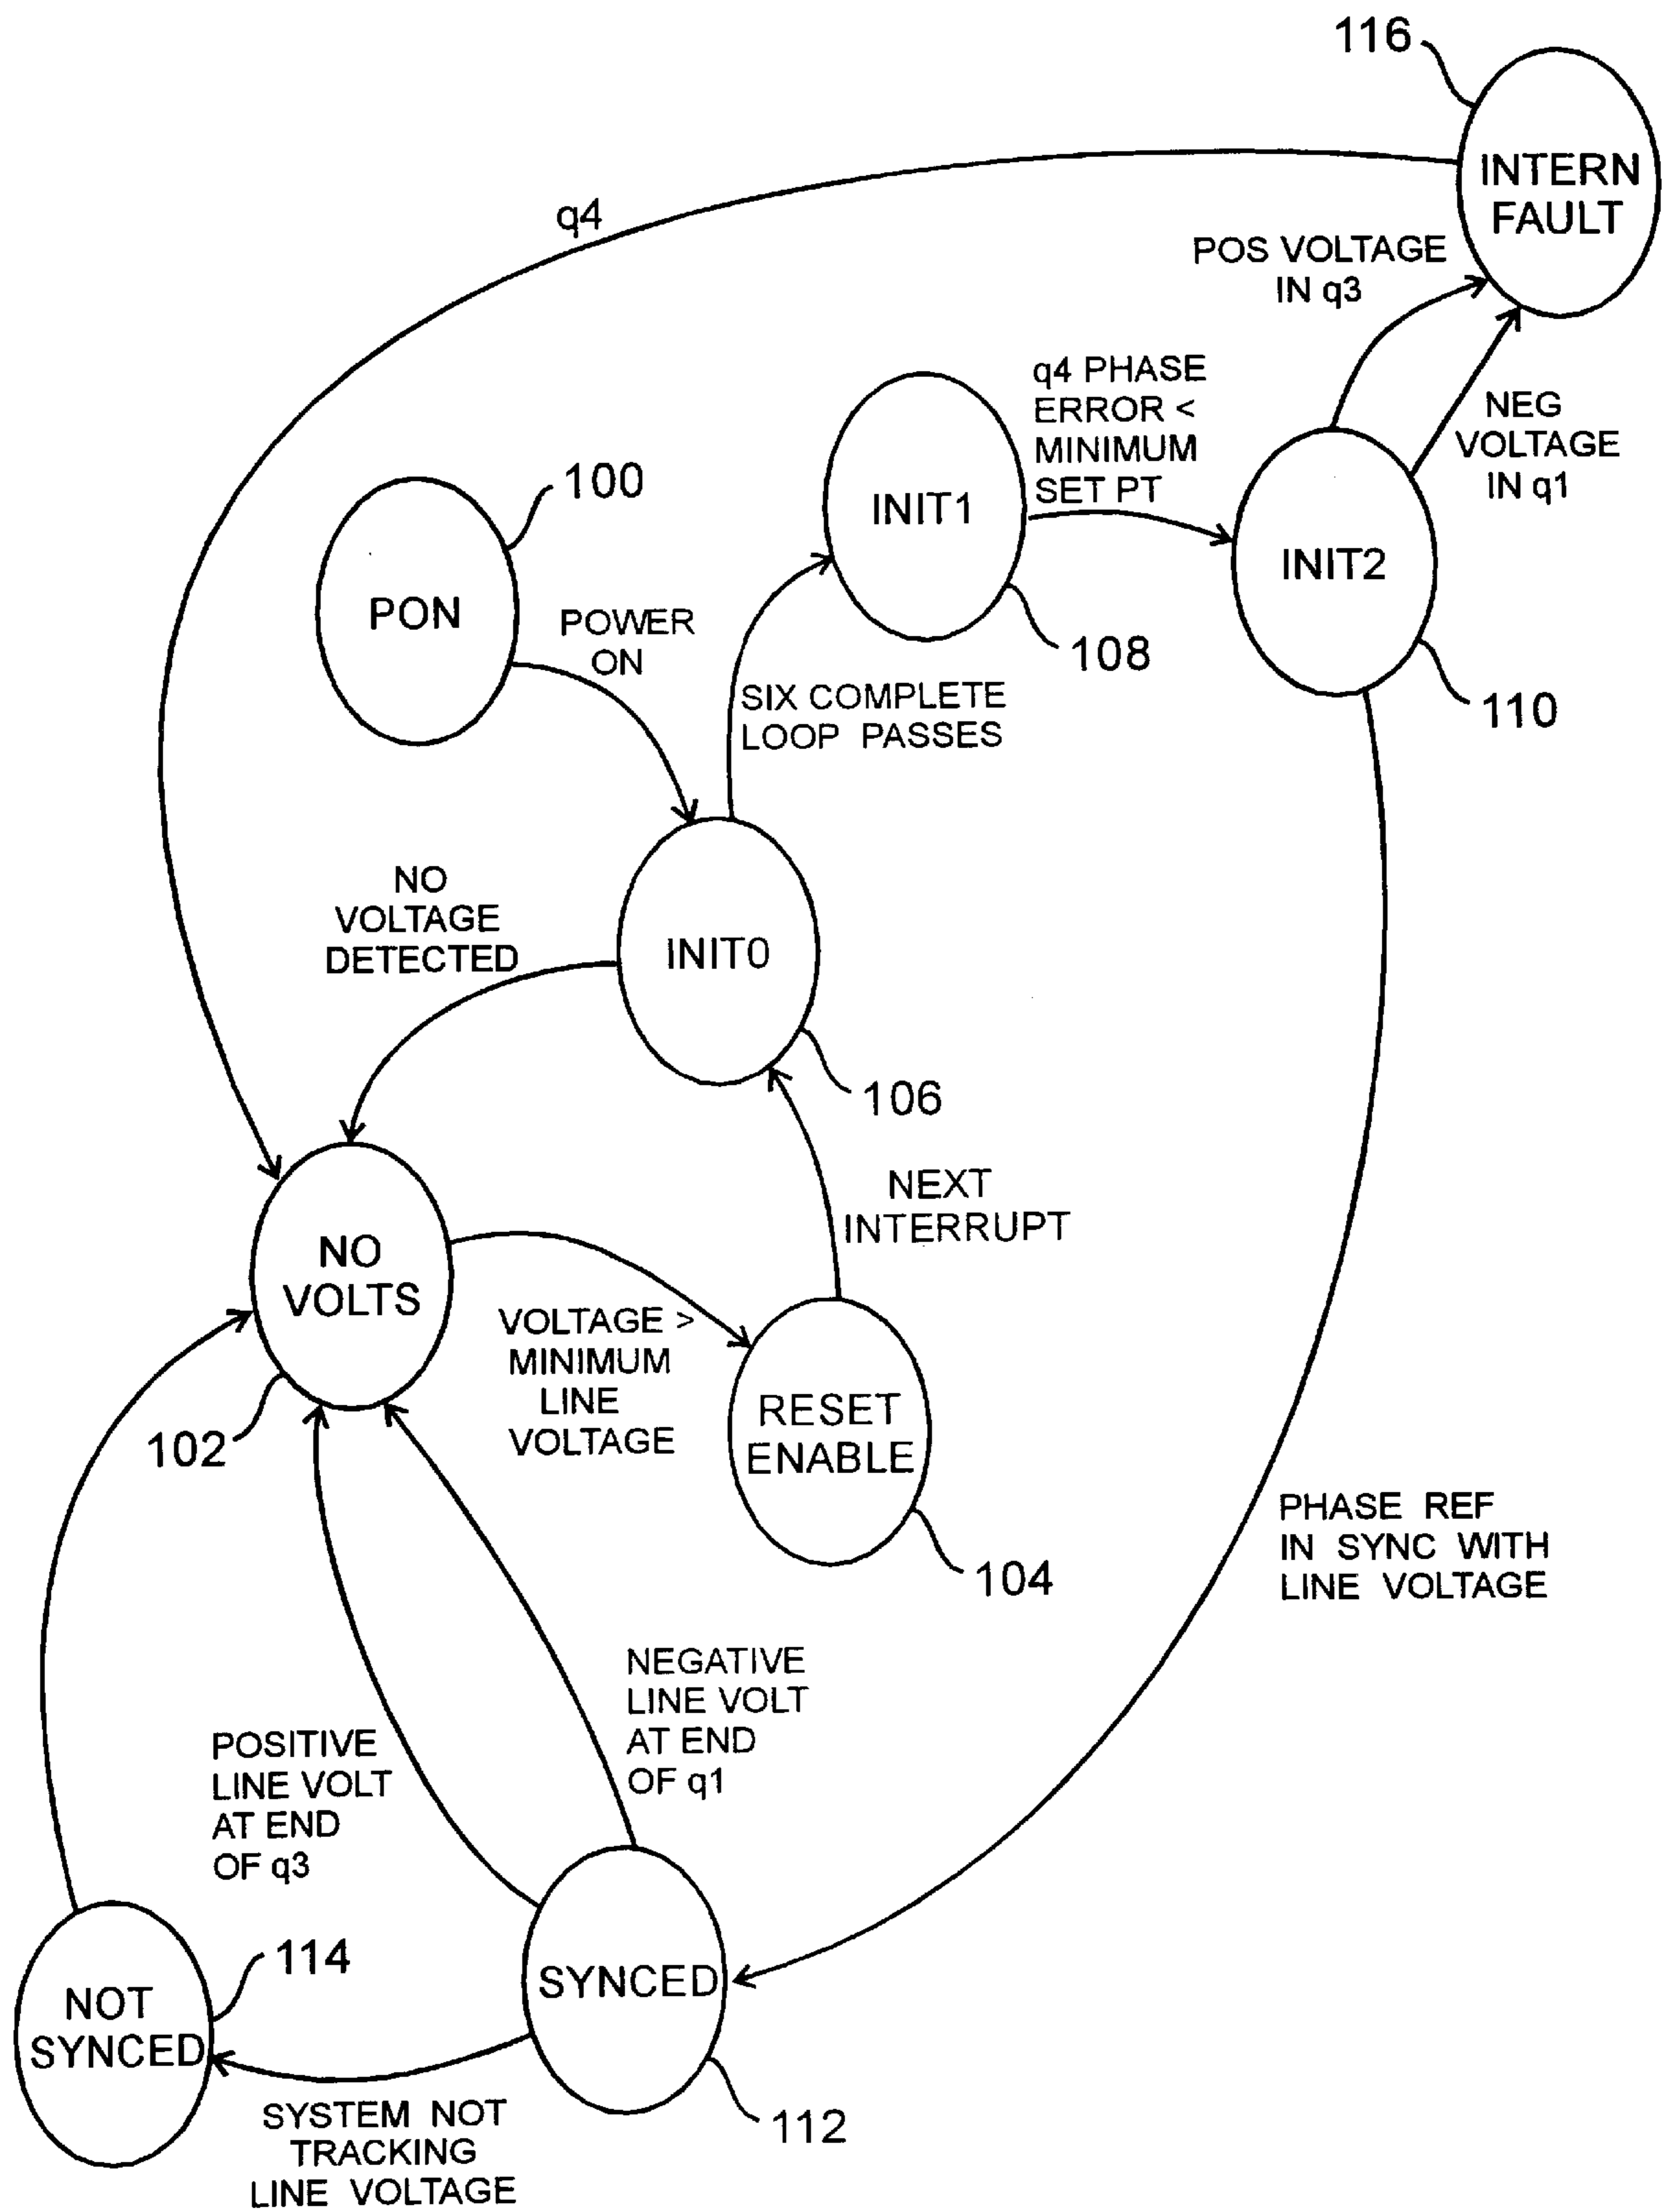 116
INTERN
FAULT
q4
POS VOLTAGE
IN q3
q4 PHASE
ERROR <
MINIMUM
SET PT
NEG
VOLTAGE
IN q1
100
INIT1
INIT2
PON
POWER
ON
108
110
SIX COMPLETE
LOOP PASSES
NO
VOLTAGE
DETECTED
INIT0
106
NEXT
INTERRUPT
NO
VOLTS
VOLTAGE >
MINIMUM
LINE
VOLTAGE
102
RESET
ENABLE
104
PHASE REF
IN SYNC WITH
LINE VOLTAGE
NEGATIVE
LINE VOLT
AT END
OF q1
POSITIVE
LINE VOLT
AT END
OF q3
114
NOT
SYNCED
SYNCED
112
SYSTEM NOT
TRACKING
LINE VOLTAGE